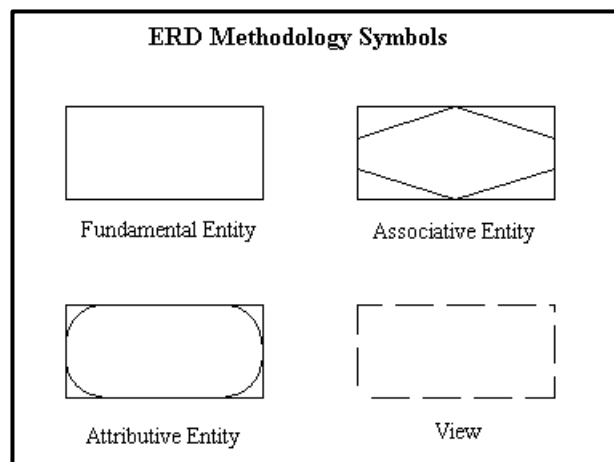 ERD Methodology Symbols
Fundamental Entity
Associative Entity
Attributive Entity
View